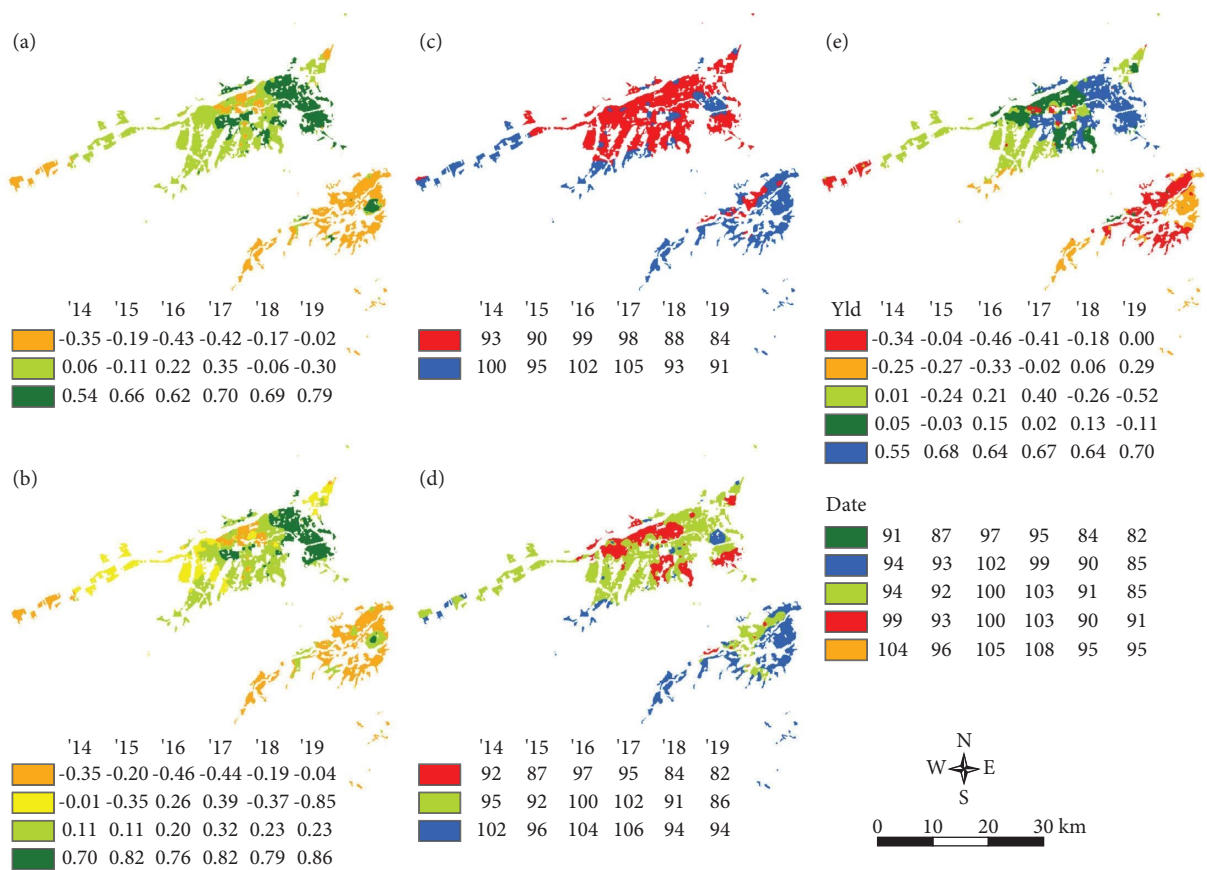 (a)
'14 '15 '16 '17 '18 '19
-0.35 -0.19 -0.43 -0.42 -0.17 -0.02
0.06 -0.11 0.22 0.35 -0.06 -0.30
0.54 0.66 0.62 0.70 0.69 0.79
(b)
'14 '15 '16 '17 '18 '19
-0.35 -0.20 -0.46 -0.44 -0.19 -0.04
-0.01 -0.35 0.26 0.39 -0.37 -0.85
0.11 0.11 0.20 0.32 0.23 0.23
0.70 0.82 0.76 0.82 0.79 0.86
(c)
'14 '15 '16 '17 '18 '19
93 90 99 98 88 84
100 95 102 105 93 91
(d)
'14 '15 '16 '17 '18 '19
92 87 97 95 84 82
95 92 100 102 91 86
102 96 104 106 94 94
(e)
Yld '14 '15 '16 '17 '18 '19
-0.34 -0.04 -0.46 -0.41 -0.18 0.00
-0.25 -0.27 -0.33 -0.02 0.06 0.29
0.01 -0.24 0.21 0.40 -0.26 -0.52
0.05 -0.03 0.15 0.02 0.13 -0.11
0.55 0.68 0.64 0.67 0.64 0.70
Date
91 87 97 95 84 82
94 93 102 99 90 85
94 92 100 103 91 85
99 93 100 103 90 91
104 96 105 108 95 95
N
W E
S
0 10 20 30 km